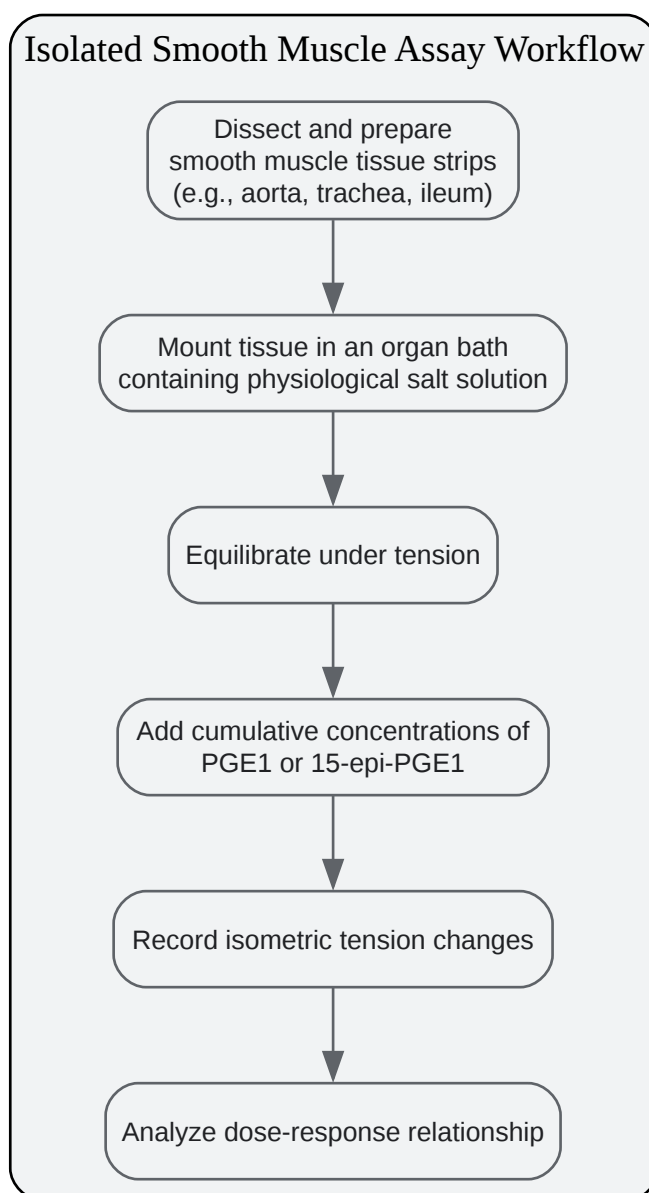 Isolated Smooth Muscle Assay Workflow
Dissect and prepare
smooth muscle tissue strips
(e.g., aorta, trachea, ileum)
Mount tissue in an organ bath
containing physiological salt solution
Equilibrate under tension
Add cumulative concentrations of
PGE1 or 15-epi-PGE1
Record isometric tension changes
Analyze dose-response relationship